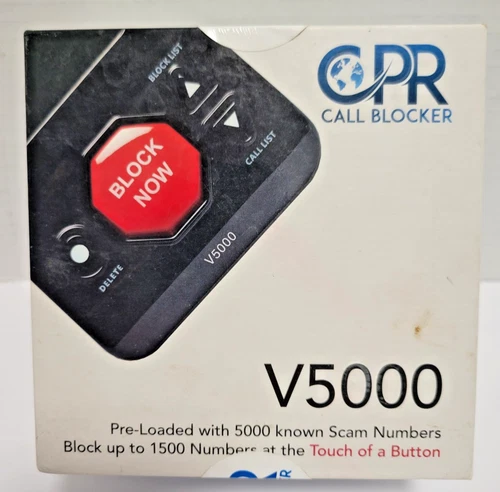 CPR
CALL BLOCKER
BLOCK LIST
CALL LIST
BLOCK
NOW
DELETE
V5000
V5000
Pre-Loaded with 5000 known Scam Numbers
Block up to 1500 Numbers at the Touch of a Button